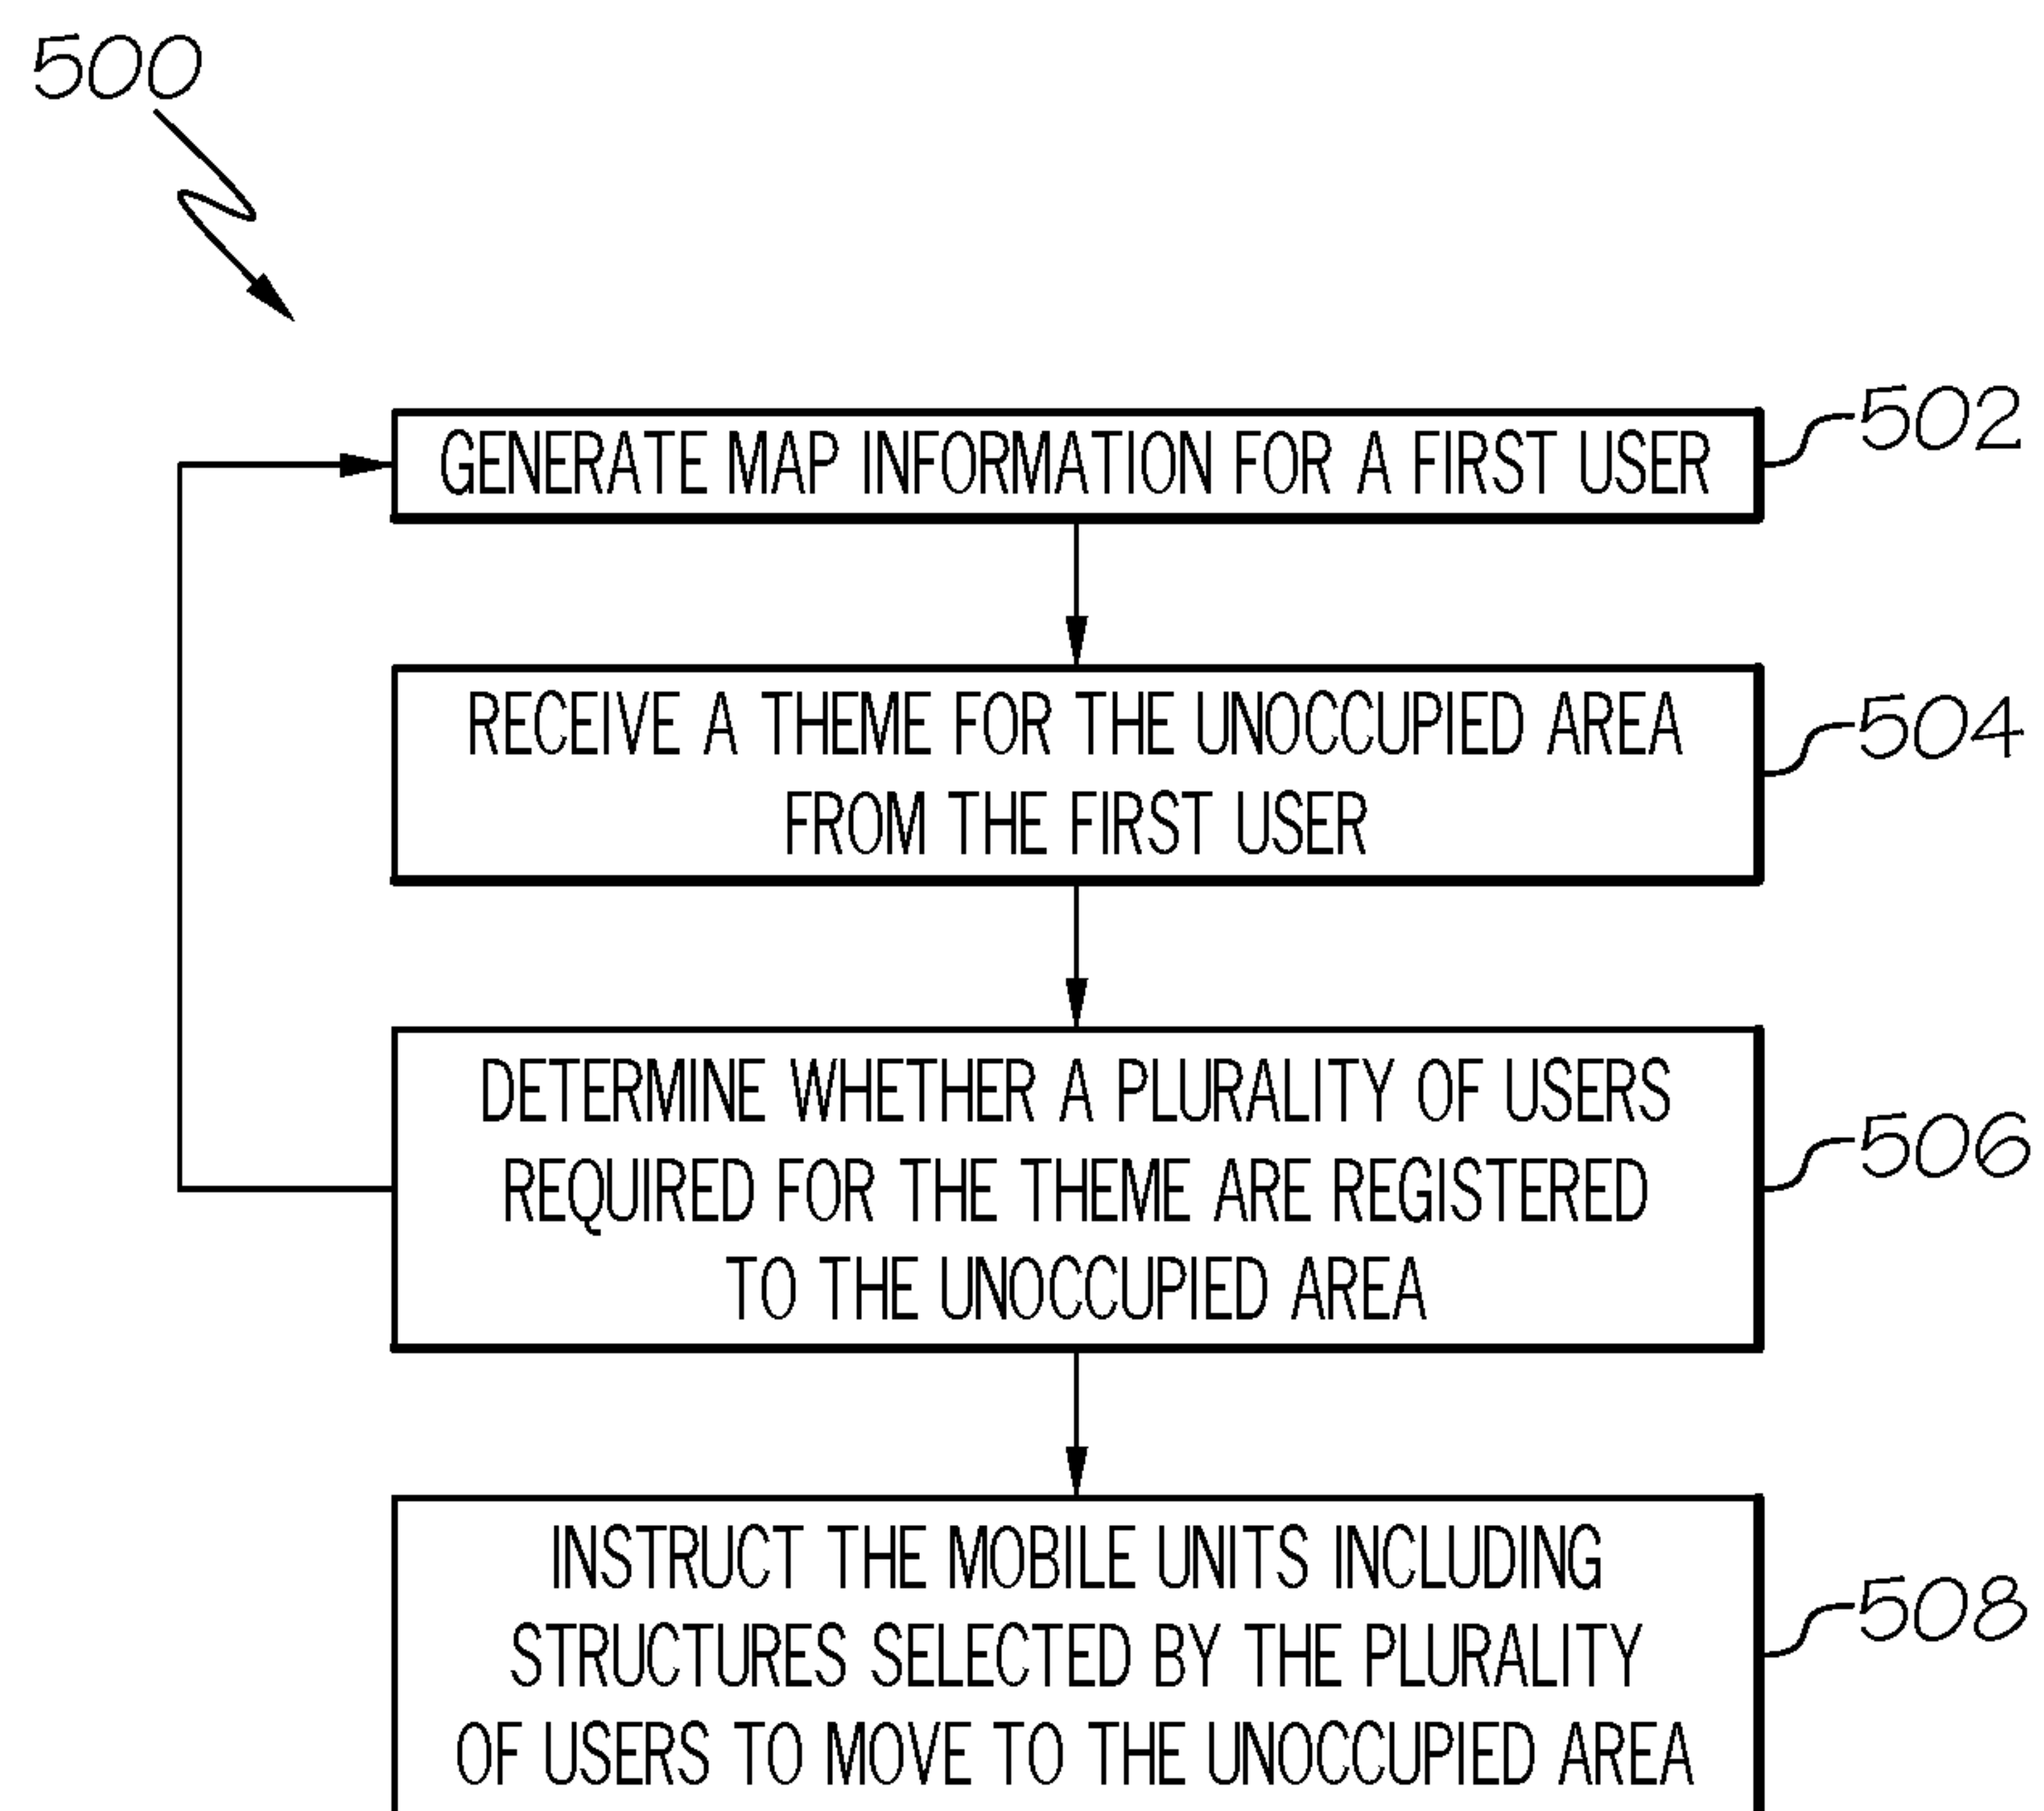 500
GENERATE MAP INFORMATION FOR A FIRST USER
502
RECEIVE A THEME FOR THE UNOCCUPIED AREA
FROM THE FIRST USER
504
DETERMINE WHETHER A PLURALITY OF USERS
REQUIRED FOR THE THEME ARE REGISTERED
TO THE UNOCCUPIED AREA
506
INSTRUCT THE MOBILE UNITS INCLUDING
STRUCTURES SELECTED BY THE PLURALITY
OF USERS TO MOVE TO THE UNOCCUPIED AREA
508